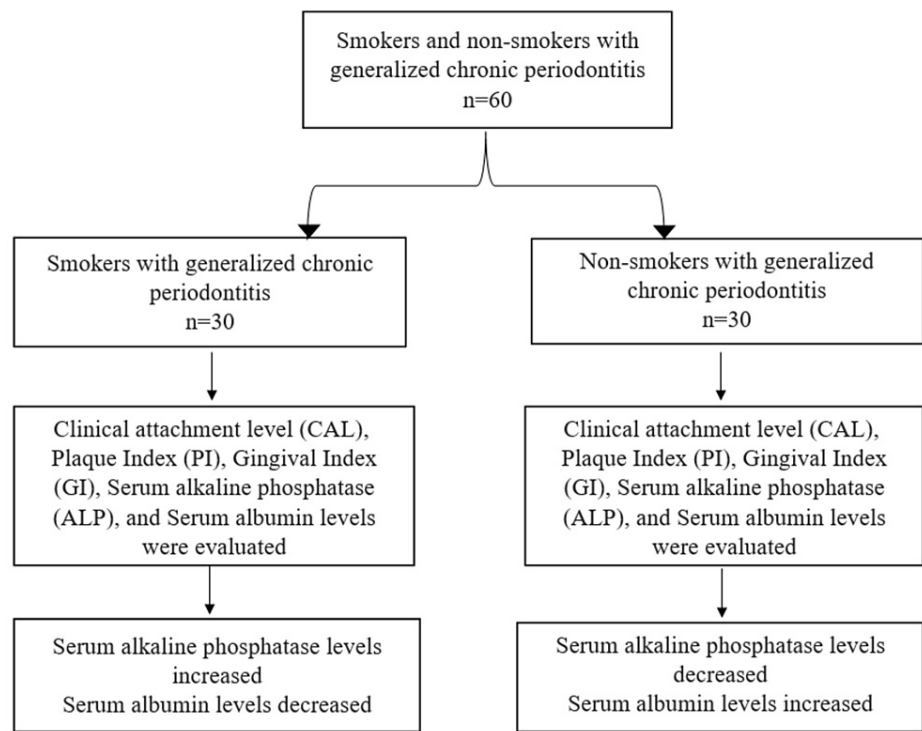 Smokers and non-smokers with
generalized chronic periodontitis
n=60
Smokers with generalized chronic
periodontitis
n=30
Non-smokers with generalized
chronic periodontitis
n=30
Clinical attachment level (CAL),
Plaque Index (PI), Gingival Index
(GI), Serum alkaline phosphatase
(ALP), and Serum albumin levels
were evaluated
Clinical attachment level (CAL),
Plaque Index (PI), Gingival Index
(GI), Serum alkaline phosphatase
(ALP), and Serum albumin levels
were evaluated
Serum alkaline phosphatase levels
increased
Serum albumin levels decreased
Serum alkaline phosphatase levels
decreased
Serum albumin levels increased